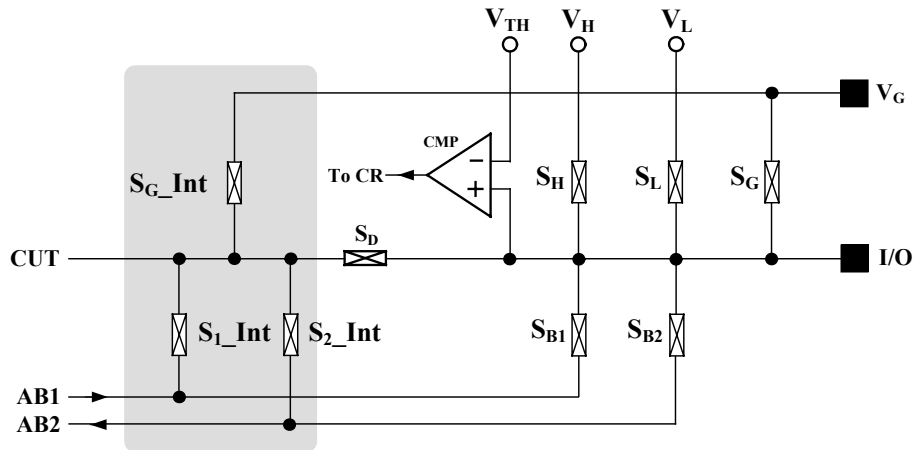 V_TH V_H V_L
V_G
CMP
−
To CR
S_G_Int
+
S_H S_L S_G
S_D
CUT
I/O
S_1_Int S_2_Int
S_B1 S_B2
AB1
AB2